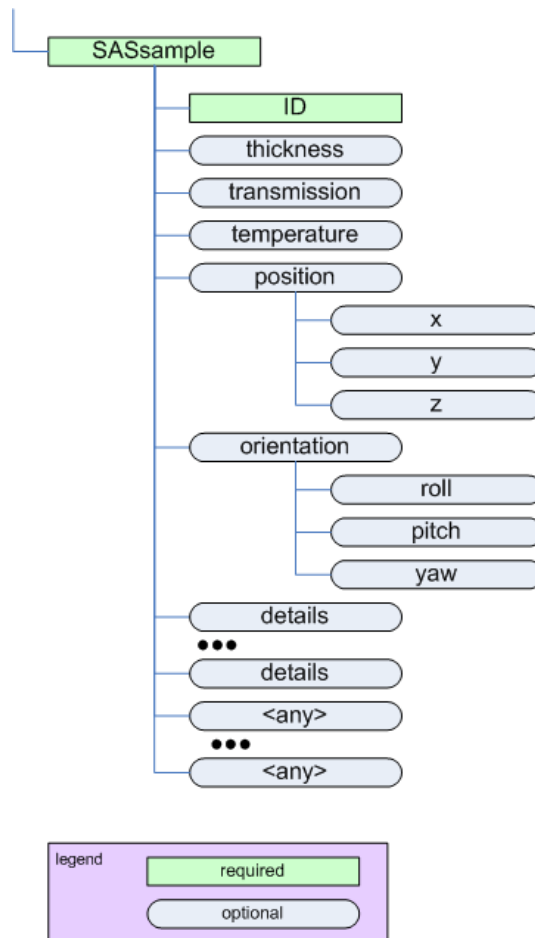 SASsample
ID
thickness
transmission
temperature
position
x
y
z
orientation
roll
pitch
yaw
details
•••
details
<any>
•••
<any>
legend
required
optional